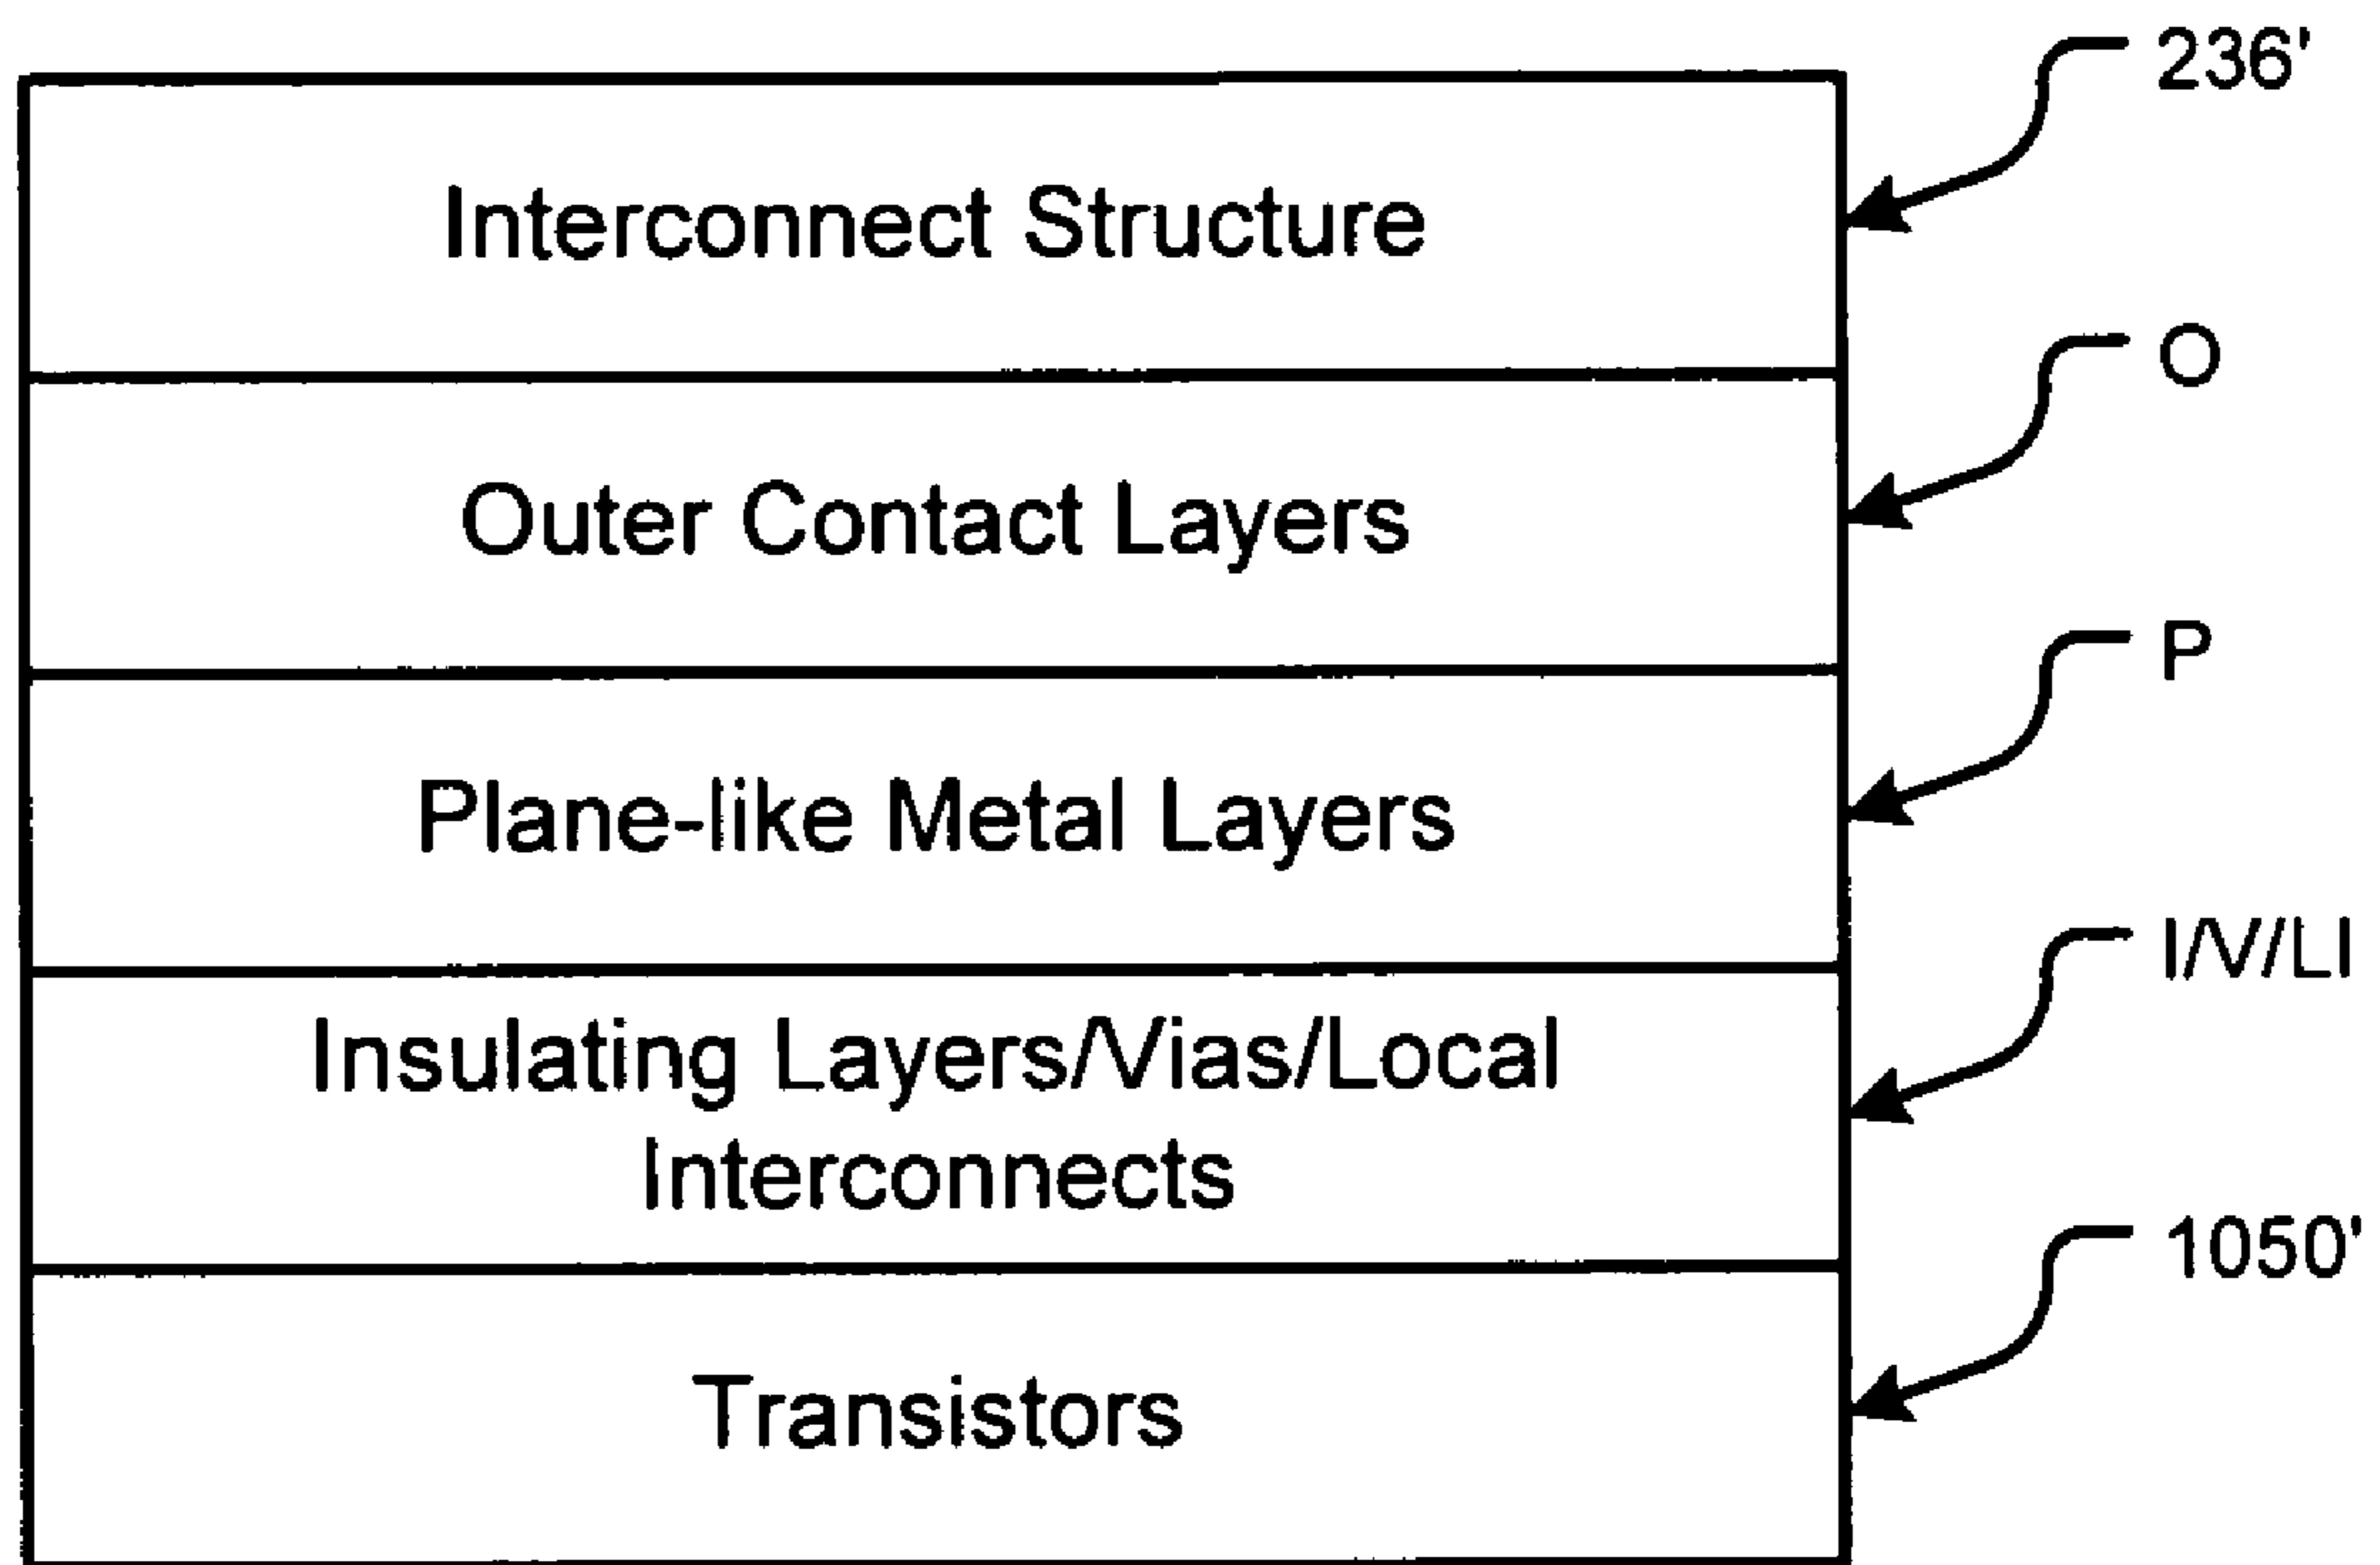 236'
Interconnect Structure
O
Outer Contact Layers
P
Plane-like Metal Layers
I/V/LI
Insulating Layers/Vias/Local
Interconnects
1050'
Transistors